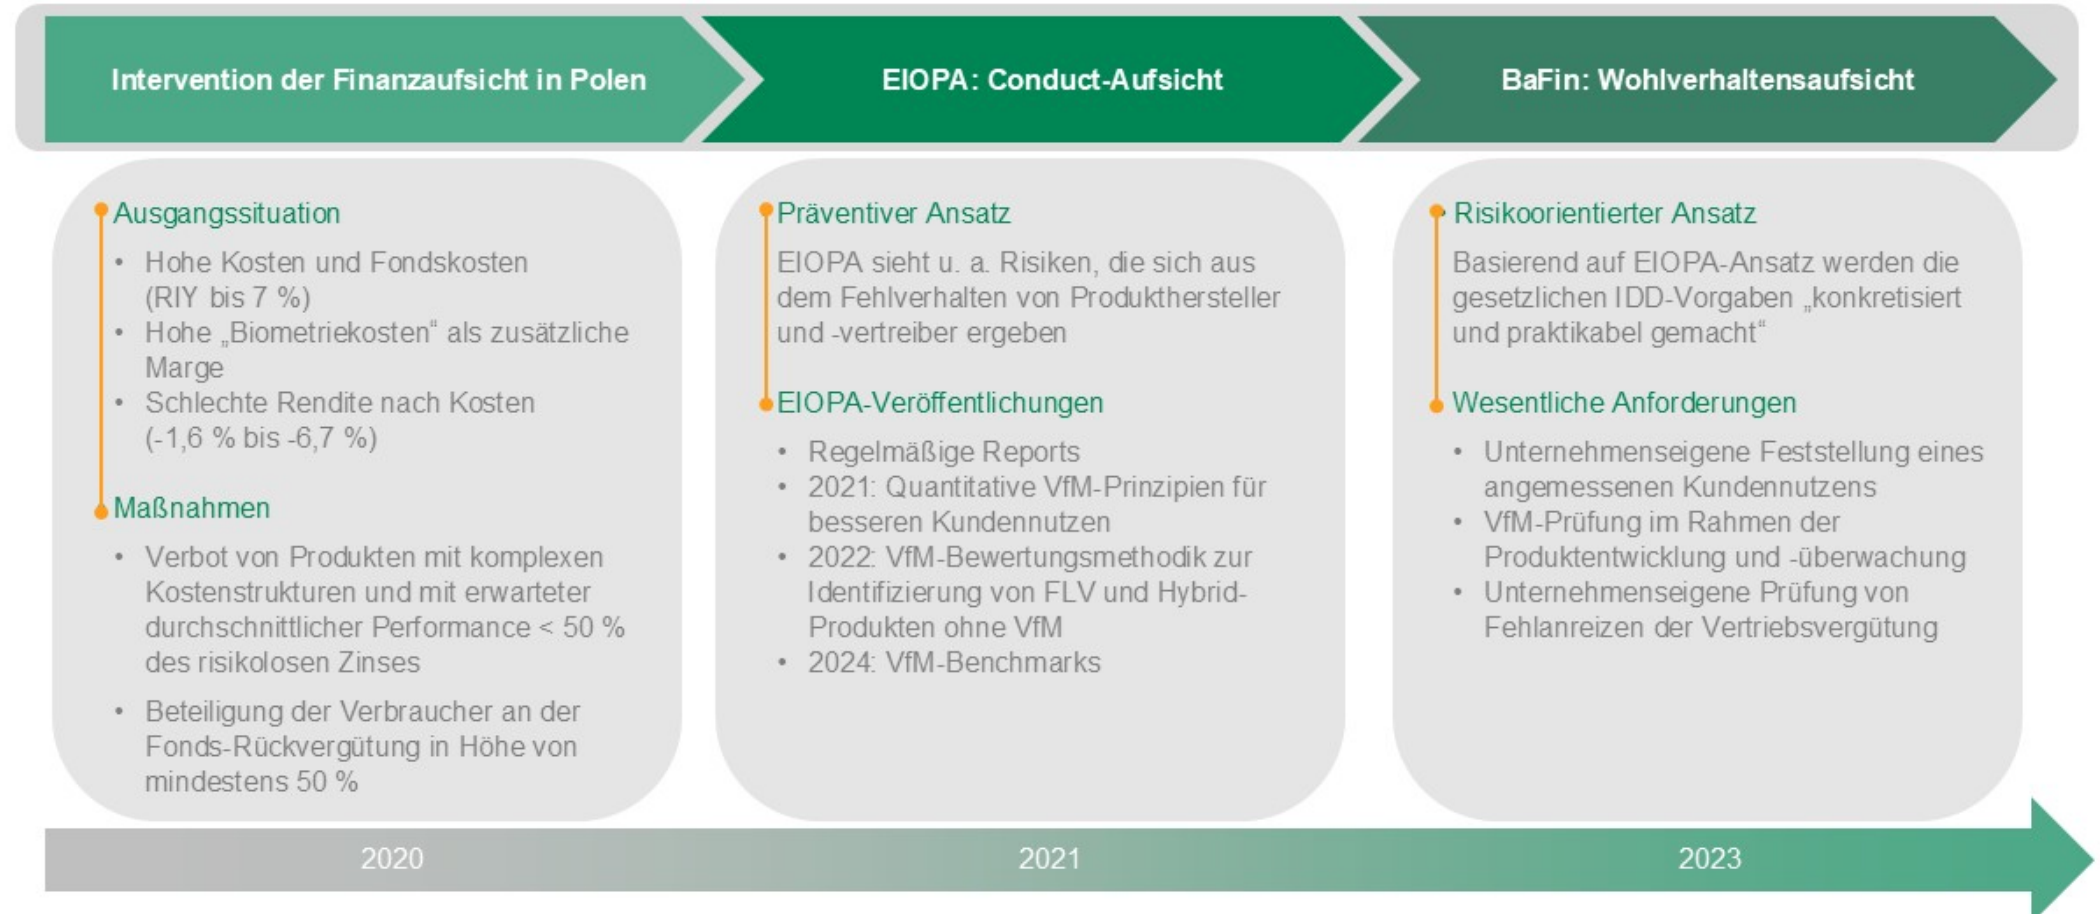 Intervention der Finanzaufsicht in Polen
EIOPA: Conduct-Aufsicht
BaFin: Wohlverhaltensaufsicht
Ausgangssituation
• Hohe Kosten und Fondskosten
(RIY bis 7 %)
• Hohe „Biometriekosten“ als zusätzliche
Marge
• Schlechte Rendite nach Kosten
(-1,6 % bis -6,7 %)
Maßnahmen
• Verbot von Produkten mit komplexen
Kostenstrukturen und mit erwarteter
durchschnittlicher Performance < 50 %
des risikolosen Zinses
• Beteiligung der Verbraucher an der
Fonds-Rückvergütung in Höhe von
mindestens 50 %
Präventiver Ansatz
EIOPA sieht u. a. Risiken, die sich aus
dem Fehlverhalten von Produkthersteller
und -vertreiber ergeben
EIOPA-Veröffentlichungen
• Regelmäßige Reports
• 2021: Quantitative VfM-Prinzipien für
besseren Kundennutzen
• 2022: VfM-Bewertungsmethodik zur
Identifizierung von FLV und Hybrid-
Produkten ohne VfM
• 2024: VfM-Benchmarks
Risikoorientierter Ansatz
Basierend auf EIOPA-Ansatz werden die
gesetzlichen IDD-Vorgaben „konkretisiert
und praktikabel gemacht“
Wesentliche Anforderungen
• Unternehmenseigene Feststellung eines
angemessenen Kundennutzens
• VfM-Prüfung im Rahmen der
Produktentwicklung und -überwachung
• Unternehmenseigene Prüfung von
Fehlanreizen der Vertriebsvergütung
2020
2021
2023